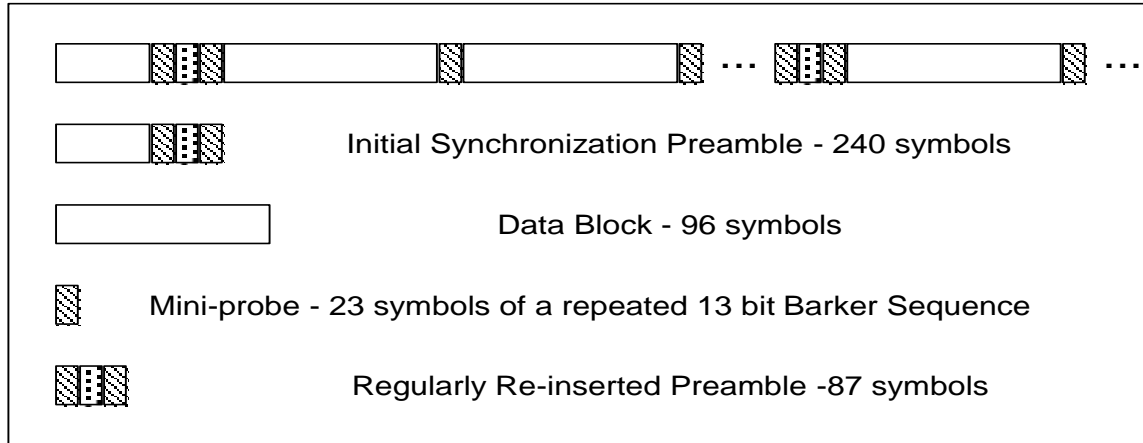 ... ...
Initial Synchronization Preamble - 240 symbols
Data Block - 96 symbols
Mini-probe - 23 symbols of a repeated 13 bit Barker Sequence
Regularly Re-inserted Preamble -87 symbols